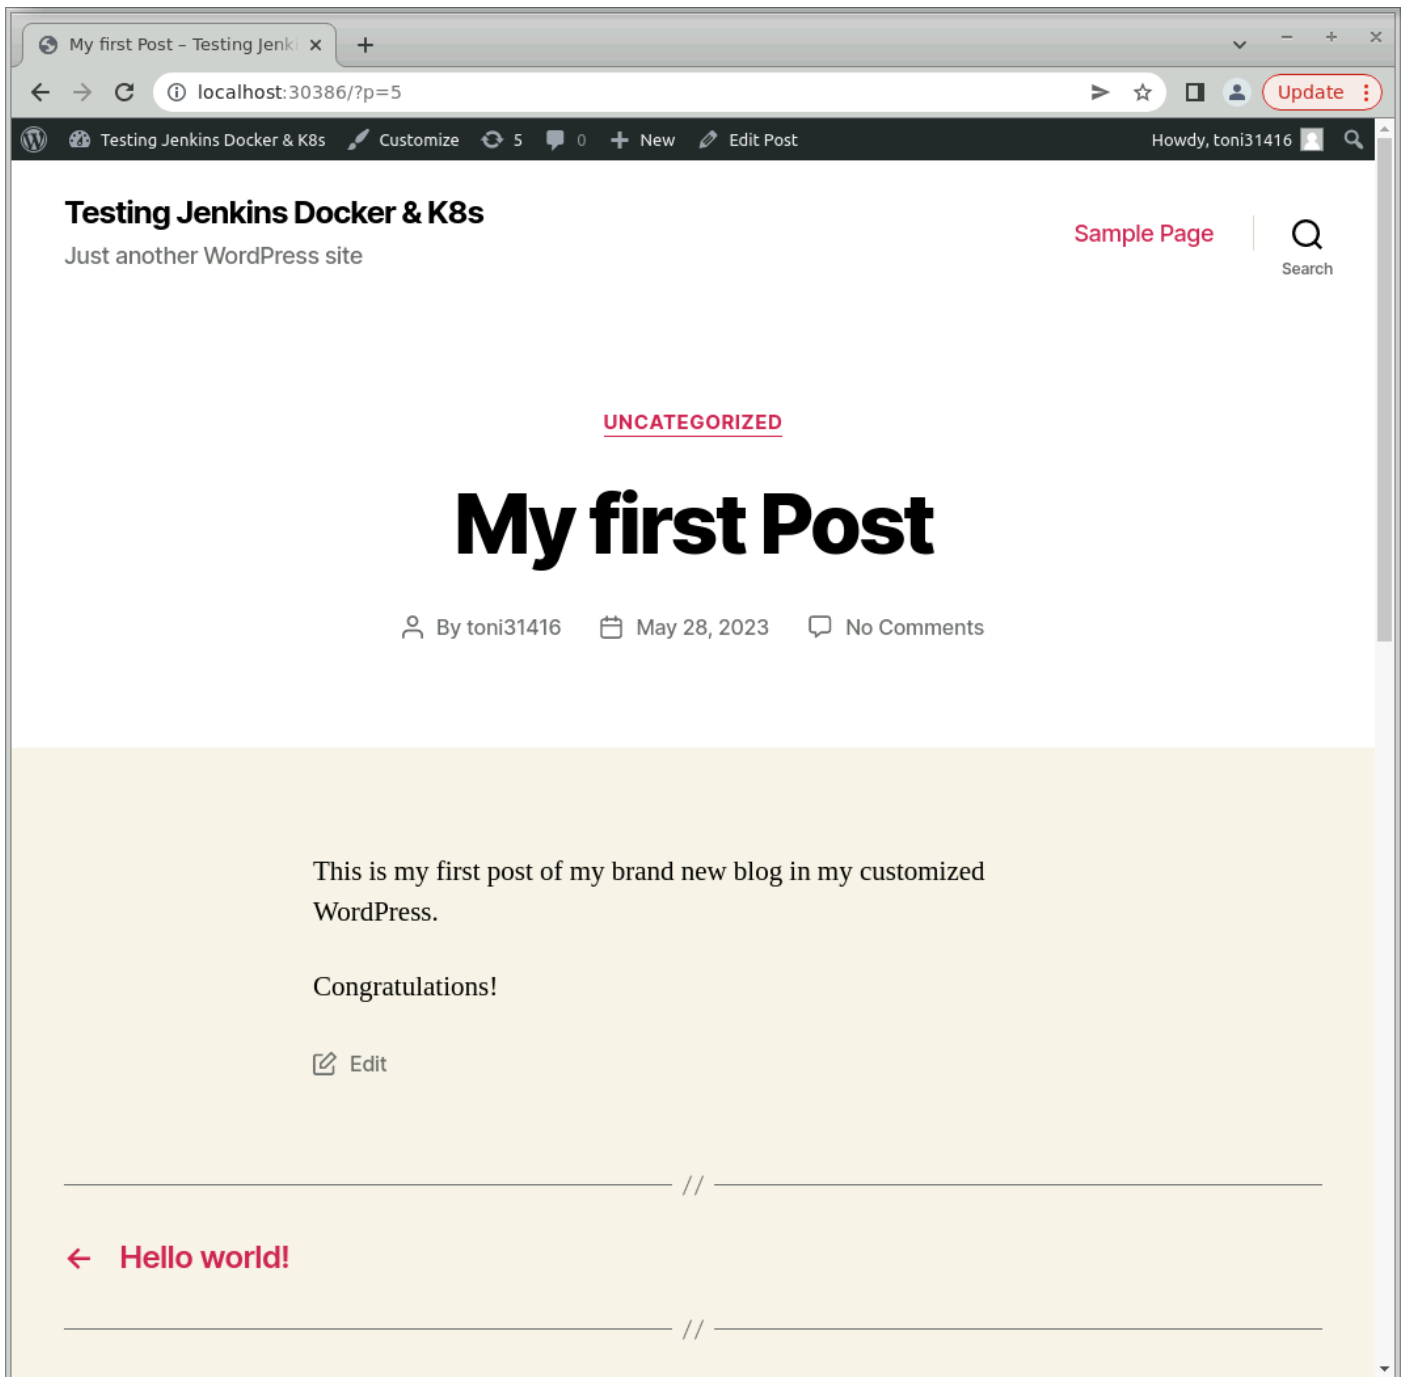 My first Post – Testing Jenki
localhost:30386/?p=5
Update
Testing Jenkins Docker & K8s Customize 5 0 New Edit Post Howdy, toni31416
Testing Jenkins Docker & K8s
Just another WordPress site
Sample Page
Search
UNCATEGORIZED
My first Post
By toni31416 May 28, 2023 No Comments
This is my first post of my brand new blog in my customized
WordPress.
Congratulations!
Edit
//
← Hello world!
//